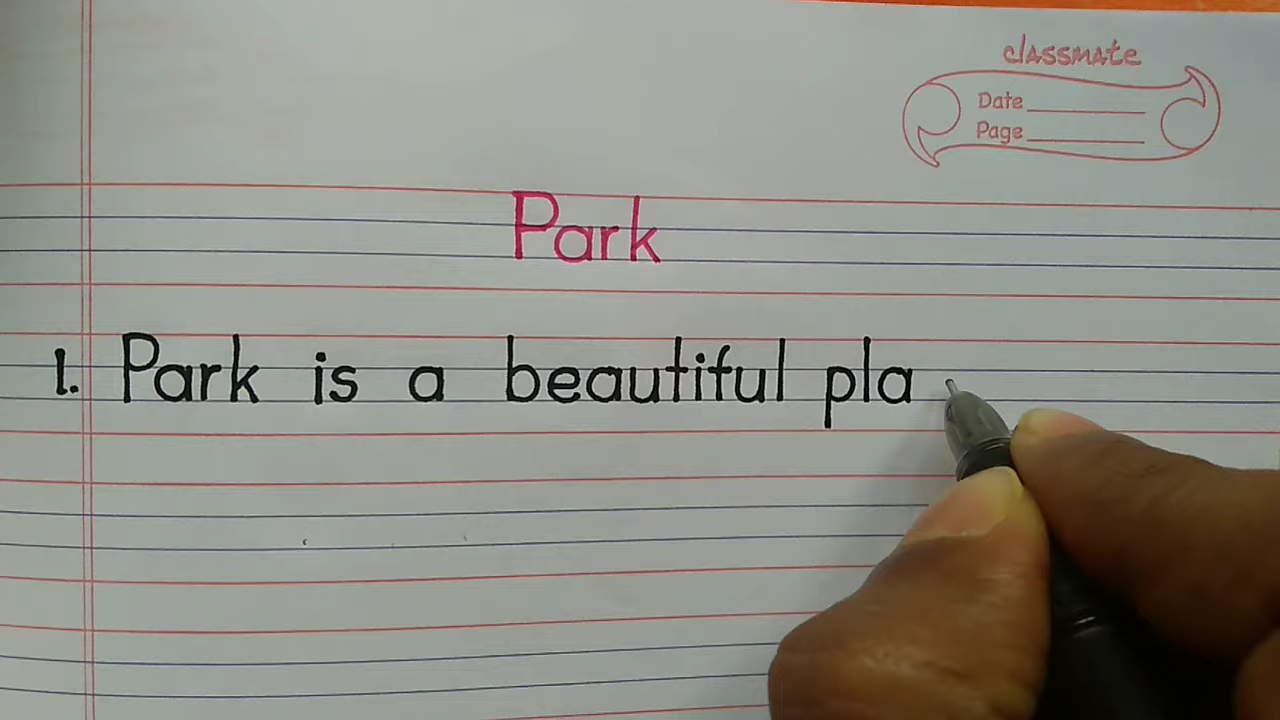 classmate
Date
Page
Park
1. Park is a beautiful pla